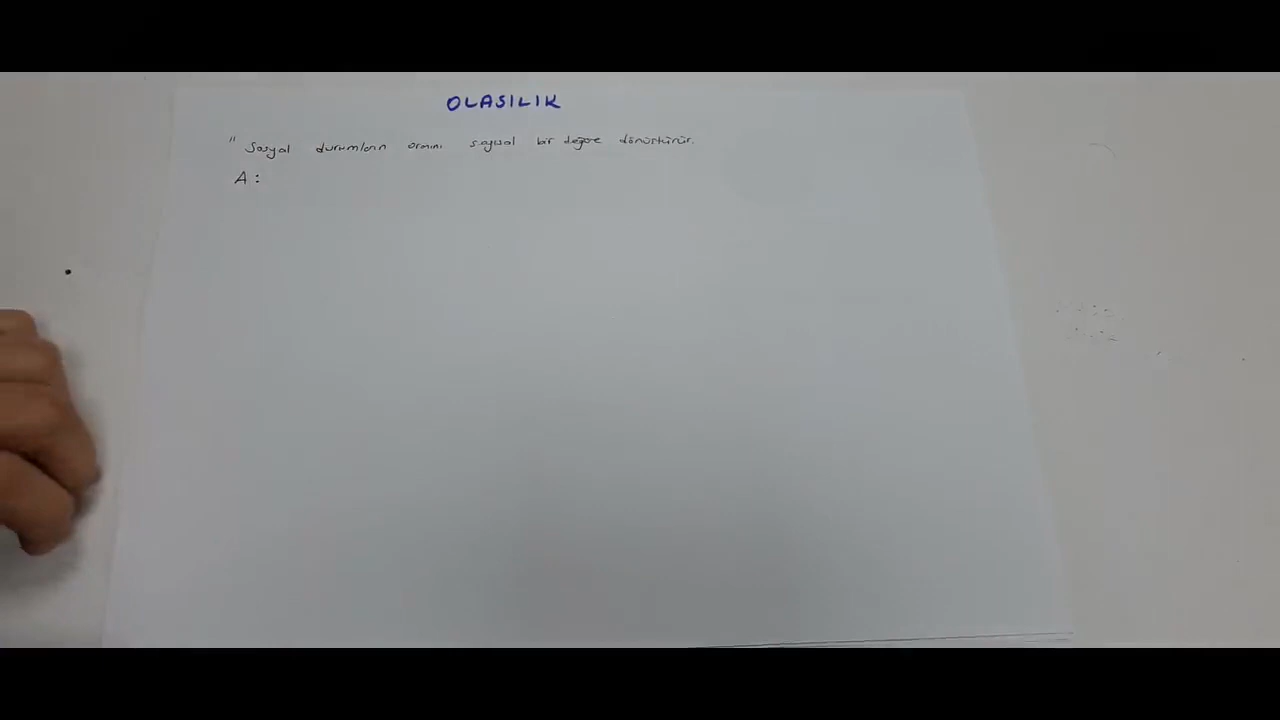 OLASILIK
" Sosyal durumların oranını sayısal bir değere dönüştürür.
A :